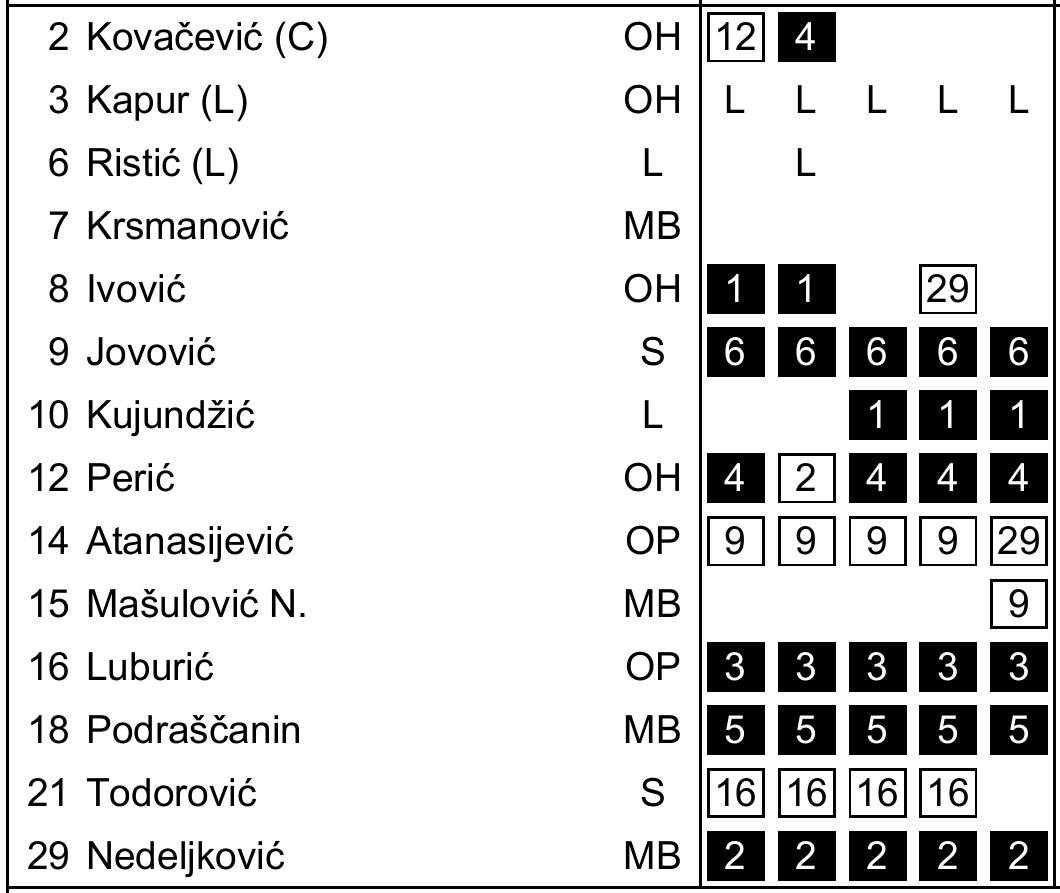 2 Kovačević (C) OH 12 4
3 Kapur (L) OH L L L L L
6 Ristić (L) L L
7 Krsmanović MB
8 Ivović OH 1 1 29
9 Jovović S 6 6 6 6 6
10 Kujundžić L 1 1 1
12 Perić OH 4 2 4 4 4
14 Atanasijević OP 9 9 9 9 29
15 Mašulović N. MB 9
16 Luburić OP 3 3 3 3 3
18 Podraščanin MB 5 5 5 5 5
21 Todorović S 16 16 16 16
29 Nedeljković MB 2 2 2 2 2